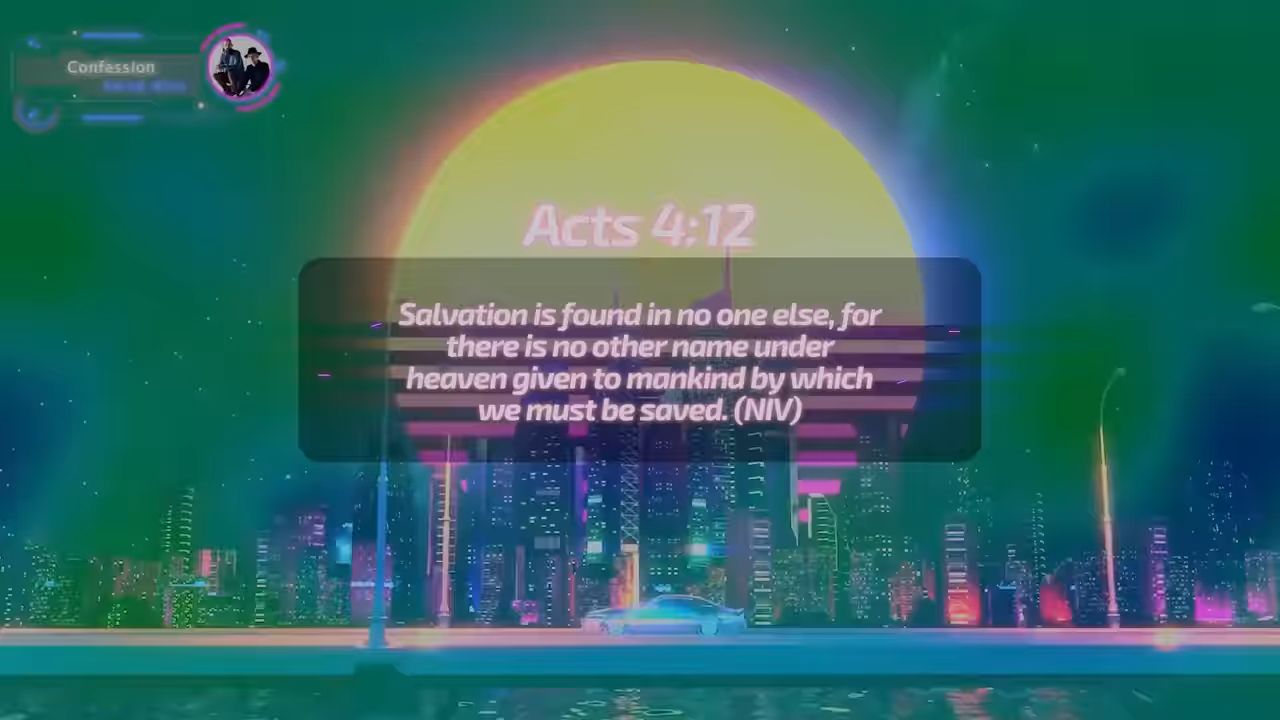 Confession
Acts 4:12
Salvation is found in no one else, for
there is no other name under
heaven given to mankind by which
we must be saved. (NIV)